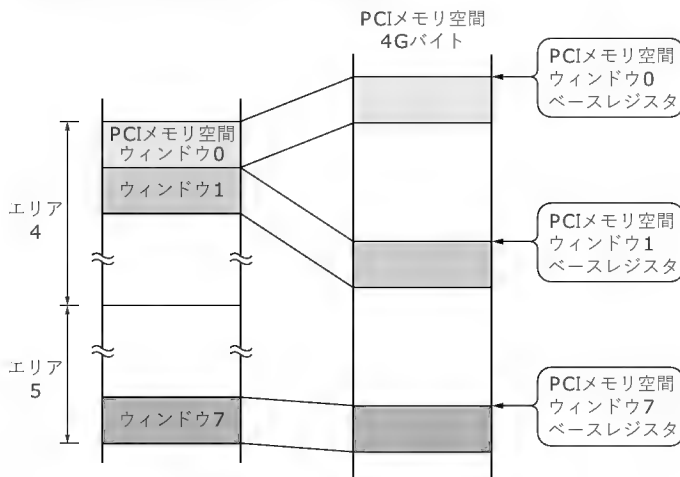 PCIメモリ空間
4Gバイト
PCIメモリ空間
ウィンドウ0
ベースレジスタ
PCIメモリ空間
ウィンドウ0
ウィンドウ1
エリア
4
PCIメモリ空間
ウィンドウ1
ベースレジスタ
エリア
5
ウィンドウ7
PCIメモリ空間
ウィンドウ7
ベースレジスタ